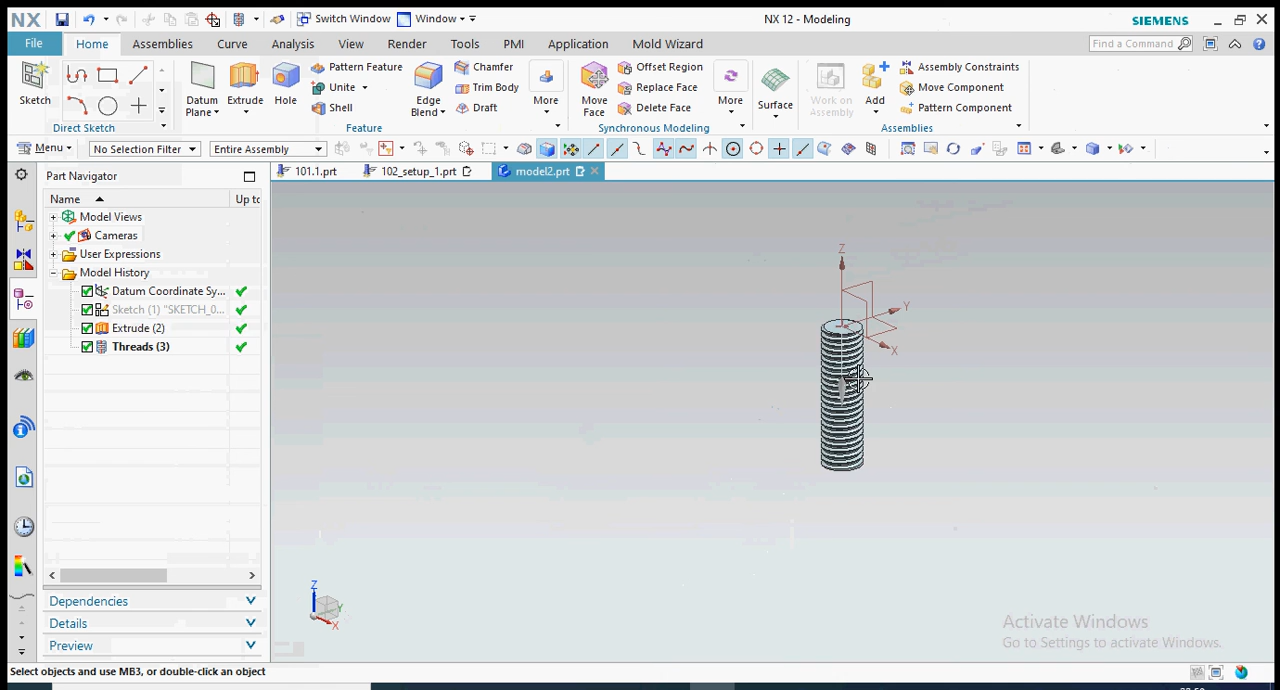 NX
Switch Window
Window
NX 12 - Modeling
SIEMENS
File
Home
Assemblies
Curve
Analysis
View
Render
Tools
PMI
Application
Mold Wizard
Find a Command
Sketch
Direct Sketch
Datum
Plane
Extrude
Hole
Pattern Feature
Unite
Shell
Edge
Blend
Chamfer
Trim Body
Draft
More
Feature
Move
Face
Offset Region
Replace Face
Delete Face
More
Synchronous Modeling
Surface
Work on
Assembly
Add
Assembly Constraints
Move Component
Pattern Component
Assemblies
Menu
No Selection Filter
Entire Assembly
Part Navigator
101.1.prt
102_setup_1.prt
model2.prt
Name
Up to
Model Views
Cameras
User Expressions
Model History
Datum Coordinate Sy...
Sketch (1) "SKETCH_0...
Extrude (2)
Threads (3)
Z
Y
X
Z
Y
X
Dependencies
Details
Preview
Activate Windows
Go to Settings to activate Windows.
Select objects and use MB3, or double-click an object